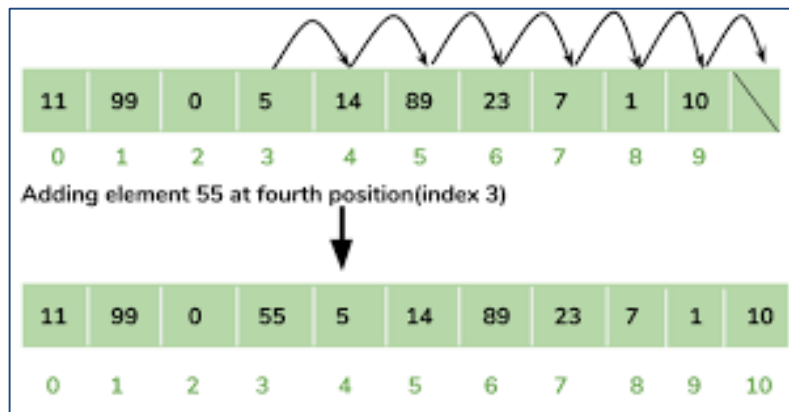 11 99 0 5 14 89 23 7 1 10
0 1 2 3 4 5 6 7 8 9
Adding element 55 at fourth position(index 3)
11 99 0 55 5 14 89 23 7 1 10
0 1 2 3 4 5 6 7 8 9 10